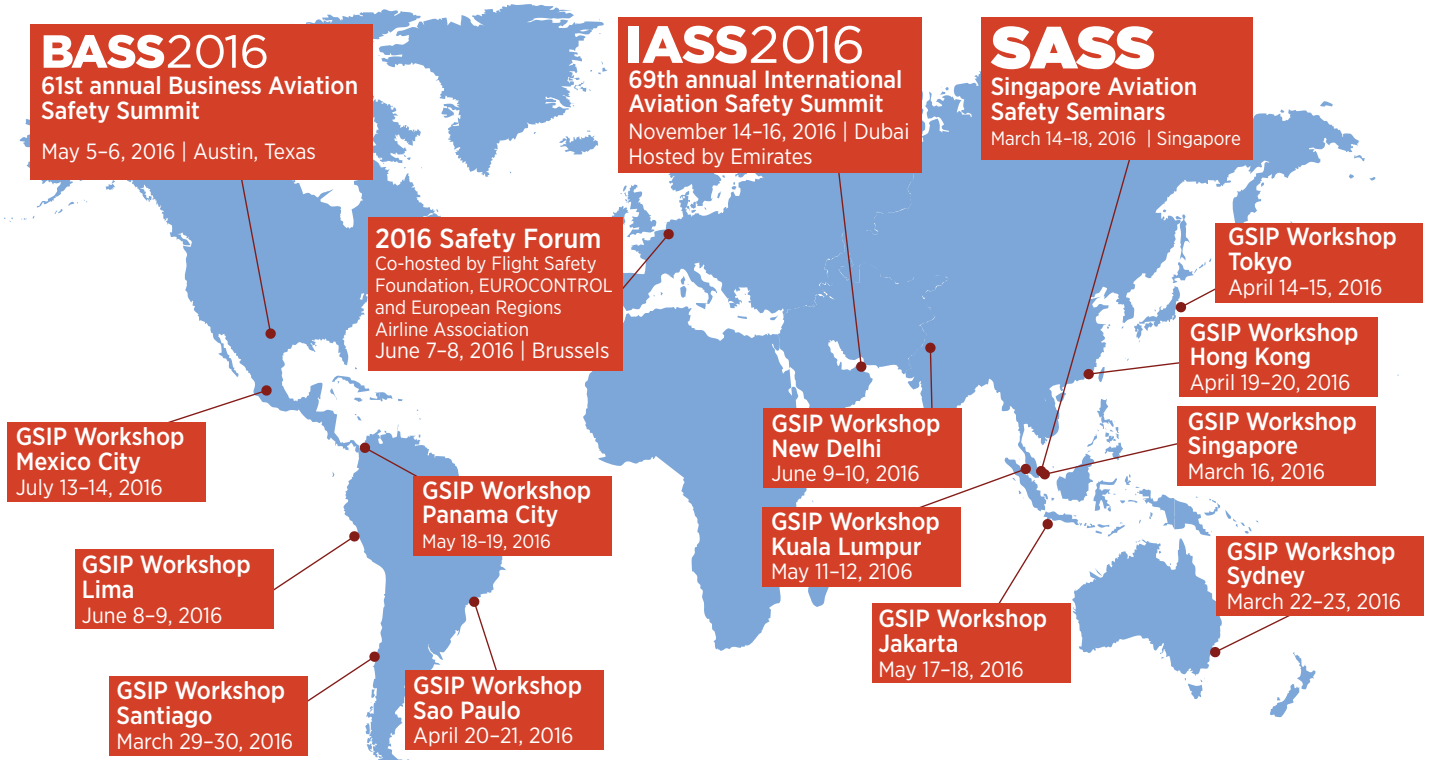 BASS2016
61st annual Business Aviation
Safety Summit
May 5–6, 2016 | Austin, Texas
IASS2016
69th annual International
Aviation Safety Summit
November 14–16, 2016 | Dubai
Hosted by Emirates
SASS
Singapore Aviation
Safety Seminars
March 14–18, 2016 | Singapore
2016 Safety Forum
Co-hosted by Flight Safety
Foundation, EUROCONTROL
and European Regions
Airline Association
June 7–8, 2016 | Brussels
GSIP Workshop
Tokyo
April 14–15, 2016
GSIP Workshop
Hong Kong
April 19–20, 2016
GSIP Workshop
Singapore
March 16, 2016
GSIP Workshop
New Delhi
June 9–10, 2016
GSIP Workshop
Mexico City
July 13–14, 2016
GSIP Workshop
Panama City
May 18–19, 2016
GSIP Workshop
Kuala Lumpur
May 11–12, 2106
GSIP Workshop
Sydney
March 22–23, 2016
GSIP Workshop
Lima
June 8–9, 2016
GSIP Workshop
Jakarta
May 17–18, 2016
GSIP Workshop
Santiago
March 29–30, 2016
GSIP Workshop
Sao Paulo
April 20–21, 2016